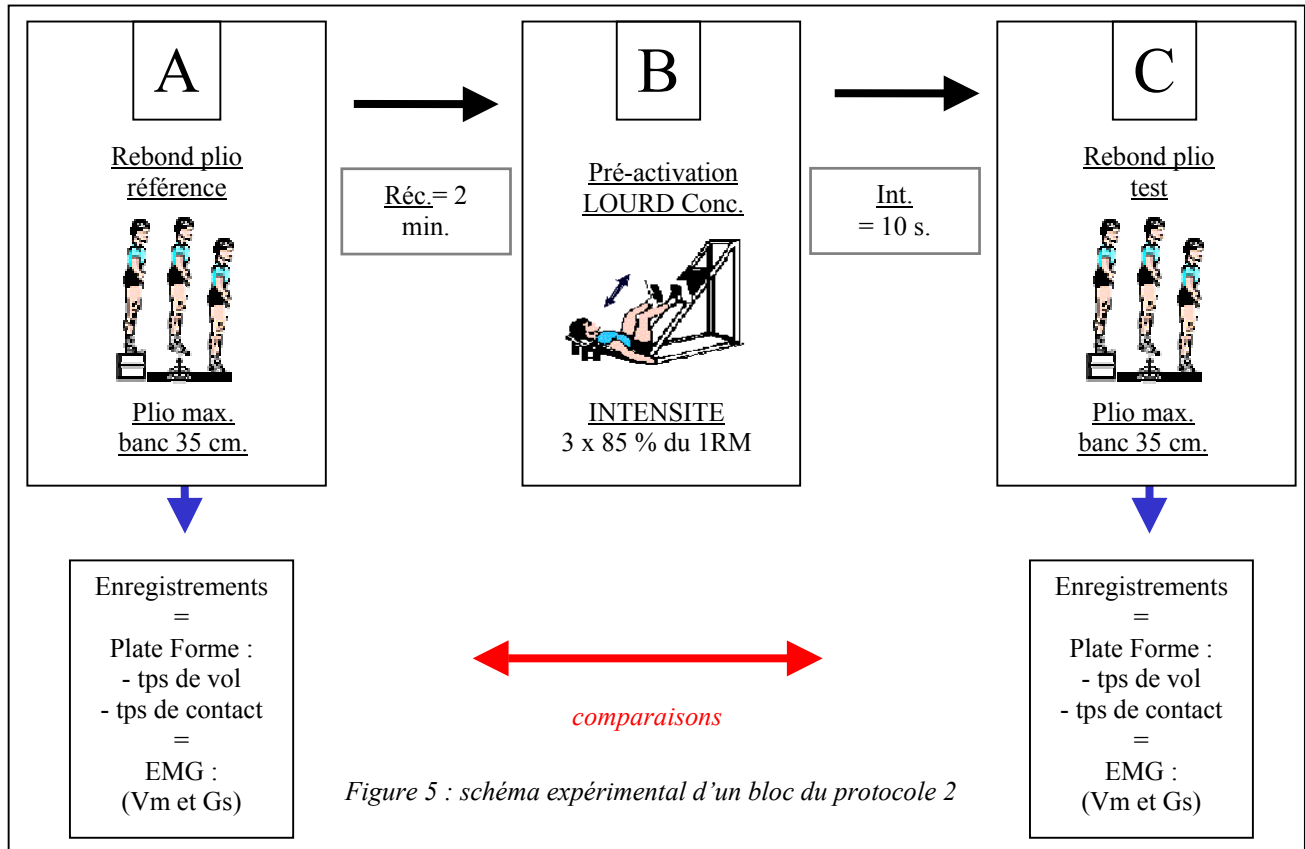 A
Rebond plio
référence
Plio max.
banc 35 cm.
Réc.= 2
min.
B
Pré-activation
LOURD Conc.
INTENSITE
3 x 85 % du 1RM
Int.
= 10 s.
C
Rebond plio
test
Plio max.
banc 35 cm.
Enregistrements
=
Plate Forme :
- tps de vol
- tps de contact
=
EMG :
(Vm et Gs)
comparaisons
Enregistrements
=
Plate Forme :
- tps de vol
- tps de contact
=
EMG :
(Vm et Gs)
Figure 5 : schéma expérimental d’un bloc du protocole 2